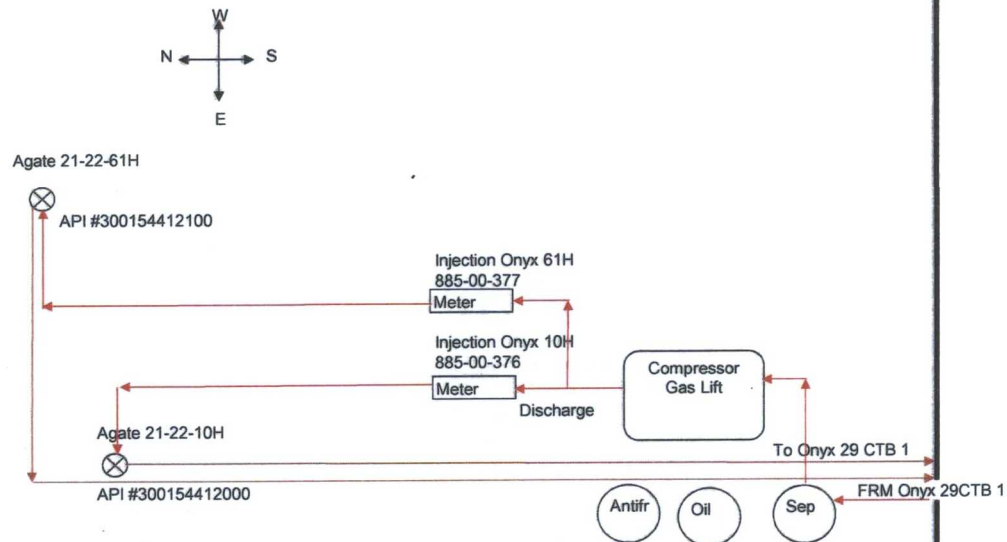 W
N S
E
Agate 21-22-61H
API #300154412100
Injection Onyx 61H
885-00-377
Meter
Injection Onyx 10H
885-00-376
Meter
Discharge
Compressor
Gas Lift
Agate 21-22-10H
API #300154412000
To Onyx 29 CTB 1
FRM Onyx 29CTB 1
Antifr
Oil
Sep